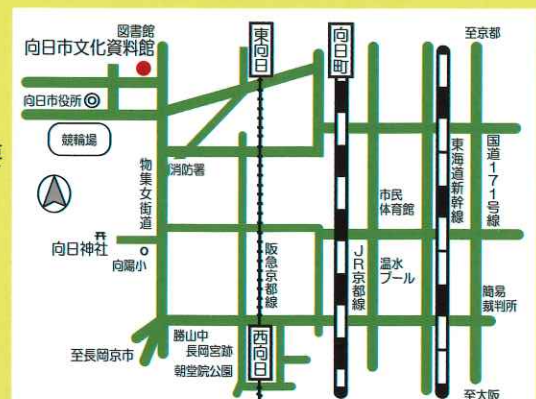 図書館
向日市文化資料館
東向日
向日町
至京都
向日市役所
競輪場
消防署
物集女街道
市民
体育館
東海道新幹線
国道171号線
向日神社
向陽小
阪急京都線
JR京都線
温水
プール
簡易
裁判所
勝山中
長岡宮跡
朝堂院公園
西向日
至長岡京市
至大阪